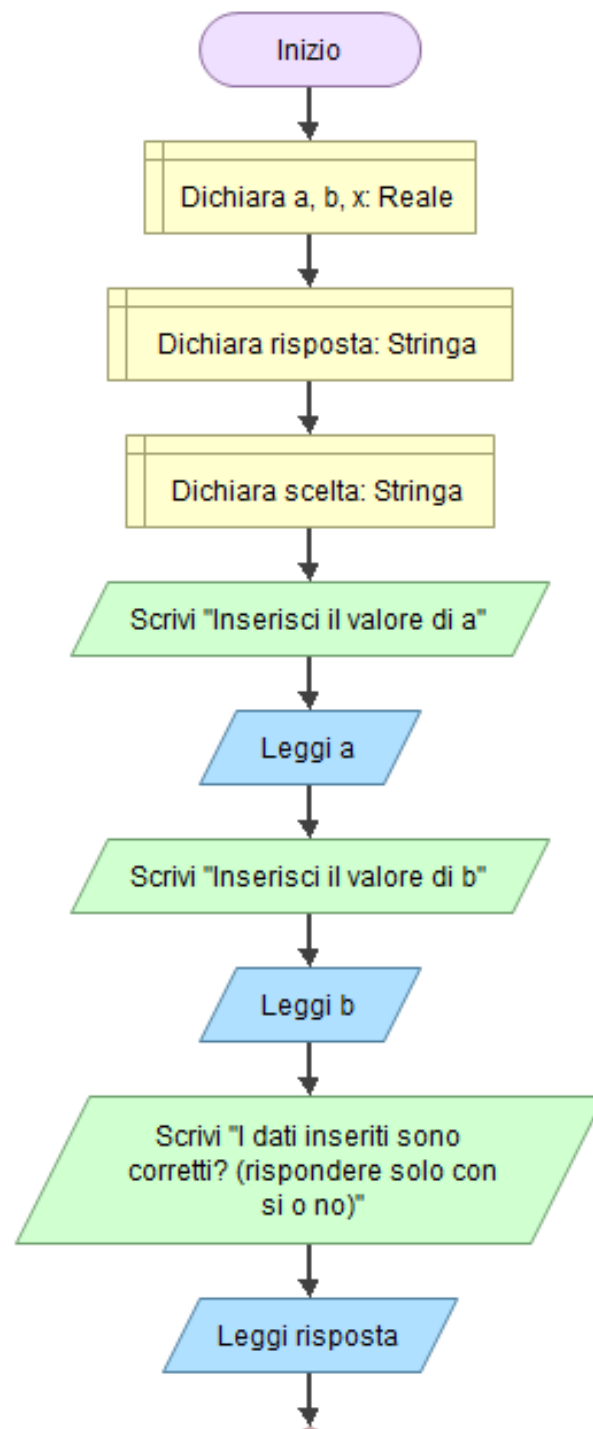 Inizio
Dichiara a, b, x: Reale
Dichiara risposta: Stringa
Dichiara scelta: Stringa
Scrivi "Inserisci il valore di a"
Leggi a
Scrivi "Inserisci il valore di b"
Leggi b
Scrivi "I dati inseriti sono
corretti? (rispondere solo con
si o no)"
Leggi risposta